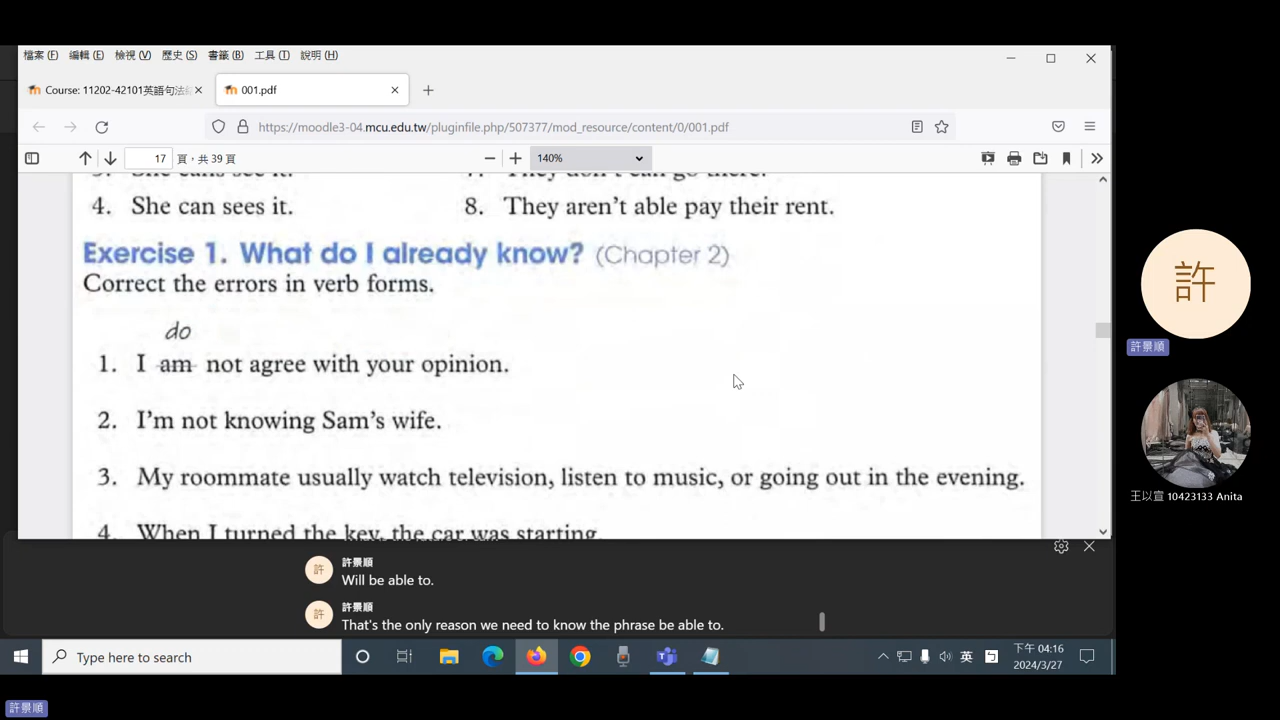 檔案 (F) 編輯 (E) 檢視 (V) 歷史 (S) 書籤 (B) 工具 (T) 說明 (H)
Course: 11202-42101英語句法
001.pdf
https://moodle3-04.mcu.edu.tw/pluginfile.php/507377/mod_resource/content/0/001.pdf
17 頁，共 39 頁
140%
4. She can sees it.
8. They aren't able pay their rent.
Exercise 1. What do I already know? (Chapter 2)
Correct the errors in verb forms.
do
1. I am not agree with your opinion.
2. I'm not knowing Sam's wife.
3. My roommate usually watch television, listen to music, or going out in the evening.
4. When I turned the key, the car was starting.
許
許景順
王以宣 10423133 Anita
許
許景順
Will be able to.
許
許景順
That's the only reason we need to know the phrase be able to.
Type here to search
英
下午 04:16
2024/3/27
許景順